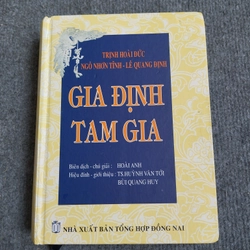 TRỊNH HOÀI ĐỨC
NGÔ NHƠN TỊNH - LÊ QUANG ĐỊNH
GIA ĐỊNH
TAM GIA
Biên dịch - chú giải : HOÀI ANH
Hiệu đính - giới thiệu : TS.HUỲNH VĂN TỚI
BÙI QUANG HUY
NHÀ XUẤT BẢN TỔNG HỢP ĐỒNG NAI